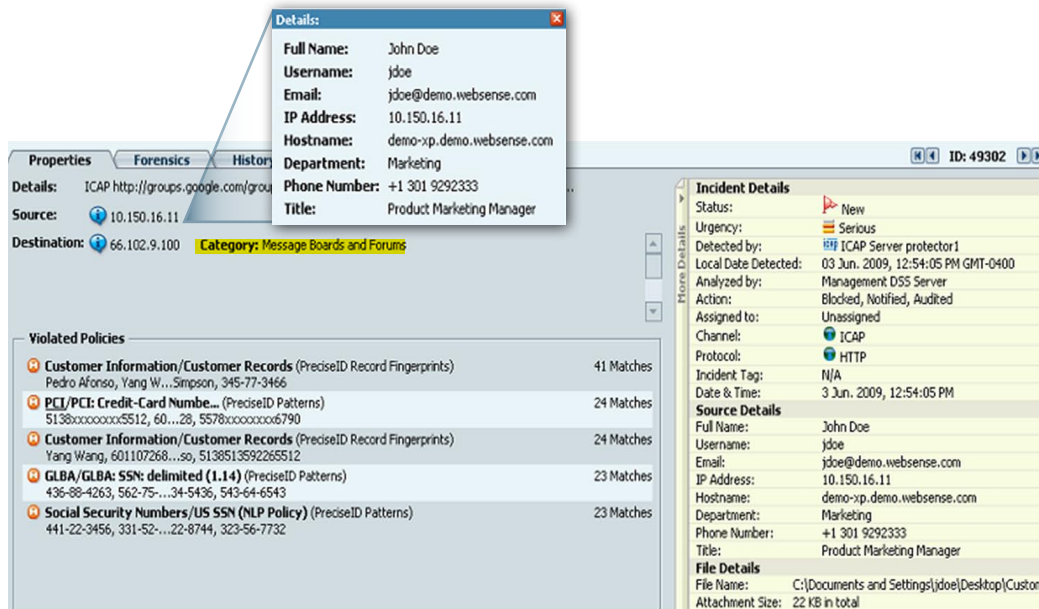 Details:
Full Name: John Doe
Username: jdoe
Email: jdoe@demo.websense.com
IP Address: 10.150.16.11
Hostname: demo-xp.demo.websense.com
Department: Marketing
Phone Number: +1 301 9292333
Title: Product Marketing Manager
Properties Forensics History
ID: 49302
Details: ICAP http://groups.google.com/group ...
Source: 10.150.16.11
Destination: 66.102.9.100 Category: Message Boards and Forums
Violated Policies
Customer Information/Customer Records (PreciseID Record Fingerprints) 41 Matches
Pedro Afonso, Yang W...Simpson, 345-77-3466
PCI/PCI: Credit-Card Numbe... (PreciseID Patterns) 24 Matches
5138xxxxxxxx5512, 60...28, 5578xxxxxxxx6790
Customer Information/Customer Records (PreciseID Record Fingerprints) 24 Matches
Yang Wang, 601107268...so, 5138513592265512
GLBA/GLBA: SSN: delimited (1.14) (PreciseID Patterns) 23 Matches
436-88-4263, 562-75-...34-5436, 543-64-6543
Social Security Numbers/US SSN (NLP Policy) (PreciseID Patterns) 23 Matches
441-22-3456, 331-52-...22-8744, 323-56-7732
More Details
Incident Details
Status: New
Urgency: Serious
Detected by: ICAP ICAP Server protector1
Local Date Detected: 03 Jun. 2009, 12:54:05 PM GMT-0400
Analyzed by: Management DSS Server
Action: Blocked, Notified, Audited
Assigned to: Unassigned
Channel: ICAP
Protocol: HTTP
Incident Tag: N/A
Date & Time: 3 Jun. 2009, 12:54:05 PM
Source Details
Full Name: John Doe
Username: jdoe
Email: jdoe@demo.websense.com
IP Address: 10.150.16.11
Hostname: demo-xp.demo.websense.com
Department: Marketing
Phone Number: +1 301 9292333
Title: Product Marketing Manager
File Details
File Name: C:\Documents and Settings\jdoe\Desktop\Custom
Attachment Size: 22 KB in total